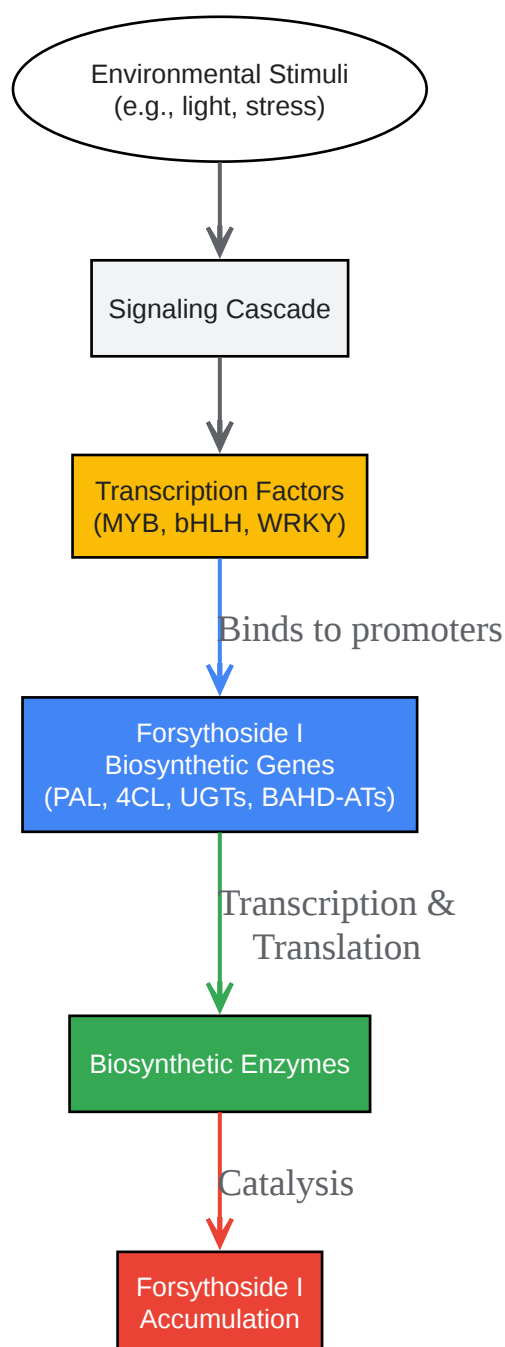 Environmental Stimuli
(e.g., light, stress)
Signaling Cascade
Transcription Factors
(MYB, bHLH, WRKY)
Binds to promoters
Forsythoside I
Biosynthetic Genes
(PAL, 4CL, UGTs, BAHD-ATs)
Transcription &
Translation
Biosynthetic Enzymes
Catalysis
Forsythoside I
Accumulation